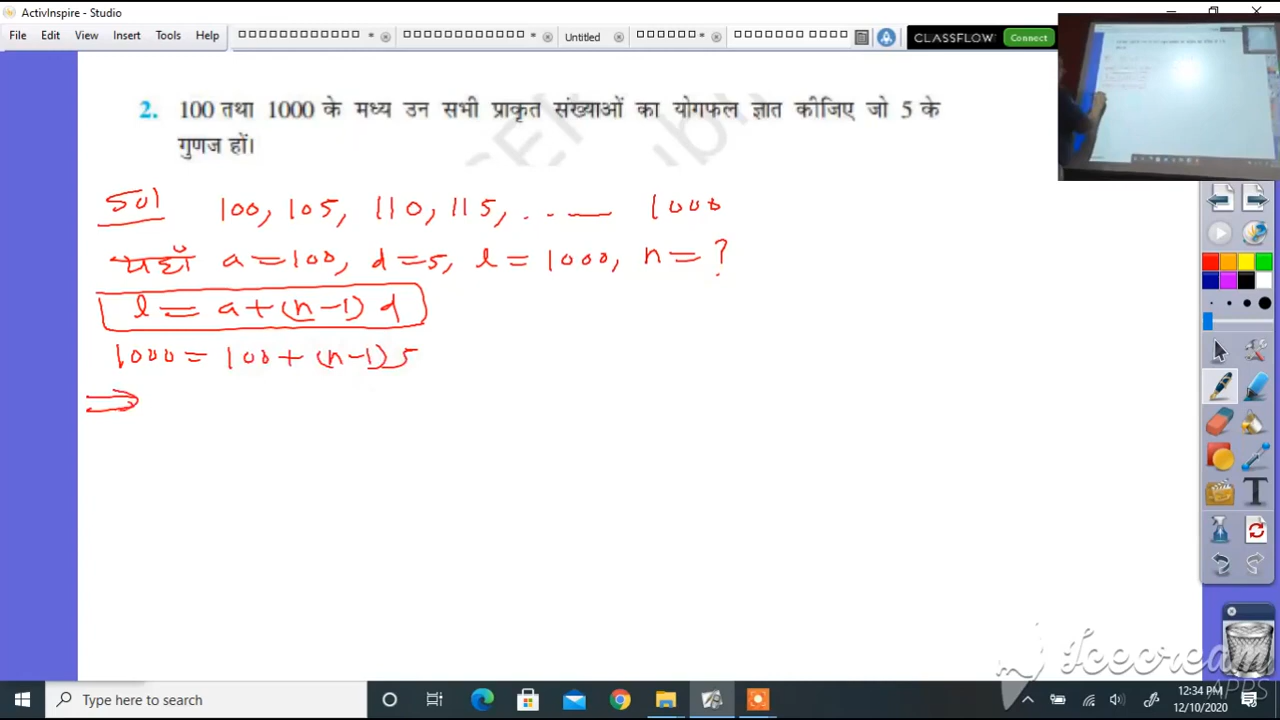 ActivInspire - Studio
File Edit View Insert Tools Help
Untitled
CLASSFLOW Connect
2. 100 तथा 1000 के मध्य उन सभी प्राकृत संख्याओं का योगफल ज्ञात कीजिए जो 5 के
गुणज हों।
Sol 100, 105, 110, 115, ..— 1000
यहाँ a = 100, d = 5, l = 1000, n = ?
l = a + (n-1) d
1000 = 100 + (n-1) 5
⇒
Icecream
APPS
Type here to search
12:34 PM
12/10/2020